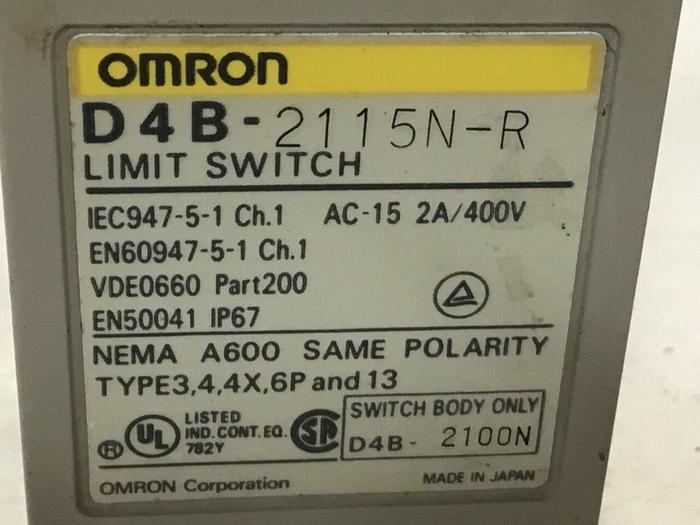 OMRON
D4B-2115N-R
LIMIT SWITCH
IEC947-5-1 Ch.1 AC-15 2A/400V
EN60947-5-1 Ch.1
VDE0660 Part200
EN50041 IP67
NEMA A600 SAME POLARITY
TYPE3,4,4X,6P and 13
® UL LISTED
IND.CONT.EQ.
782Y
SA
SWITCH BODY ONLY
D4B- 2100N
OMRON Corporation MADE IN JAPAN